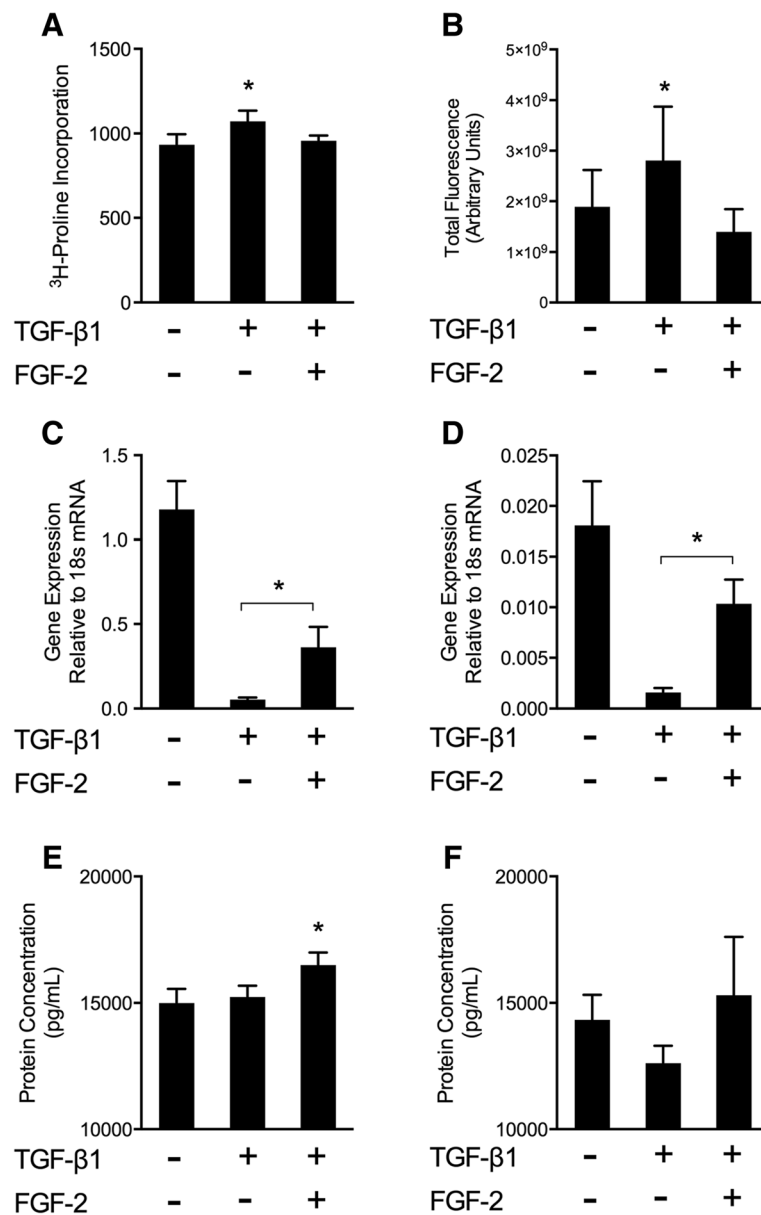 A
1500
1000
500
0
³H-Proline Incorporation
*
TGF-β1 - + +
FGF-2 - - +
B
5×10⁹
4×10⁹
3×10⁹
2×10⁹
1×10⁹
0
Total Fluorescence
(Arbitrary Units)
*
TGF-β1 - + +
FGF-2 - - +
C
1.5
1.0
0.5
0.0
Gene Expression
Relative to 18s mRNA
*
TGF-β1 - + +
FGF-2 - - +
D
0.025
0.020
0.015
0.010
0.005
0.000
Gene Expression
Relative to 18s mRNA
*
TGF-β1 - + +
FGF-2 - - +
E
20000
15000
10000
Protein Concentration
(pg/mL)
*
TGF-β1 - + +
FGF-2 - - +
F
20000
15000
10000
Protein Concentration
(pg/mL)
TGF-β1 - + +
FGF-2 - - +